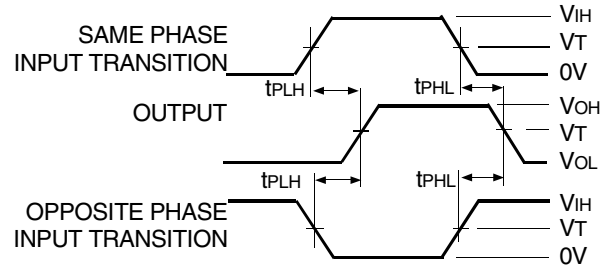 SAME PHASE
INPUT TRANSITION
VIH
VT
0V
tPLH
tPHL
OUTPUT
VOH
VT
VOL
tPLH
tPHL
OPPOSITE PHASE
INPUT TRANSITION
VIH
VT
0V